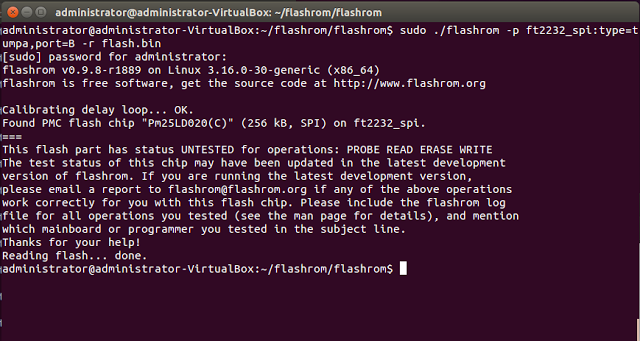 administrator@administrator-VirtualBox: ~/flashrom/flashrom
administrator@administrator-VirtualBox:~/flashrom/flashrom$ sudo ./flashrom -p ft2232_spi:type=t
umpa,port=B -r flash.bin
[sudo] password for administrator:
flashrom v0.9.8-r1889 on Linux 3.16.0-30-generic (x86_64)
flashrom is free software, get the source code at http://www.flashrom.org

Calibrating delay loop... OK.
Found PMC flash chip "Pm25LD020(C)" (256 kB, SPI) on ft2232_spi.
===
This flash part has status UNTESTED for operations: PROBE READ ERASE WRITE
The test status of this chip may have been updated in the latest development
version of flashrom. If you are running the latest development version,
please email a report to flashrom@flashrom.org if any of the above operations
work correctly for you with this flash chip. Please include the flashrom log
file for all operations you tested (see the man page for details), and mention
which mainboard or programmer you tested in the subject line.
Thanks for your help!
Reading flash... done.
administrator@administrator-VirtualBox:~/flashrom/flashrom$